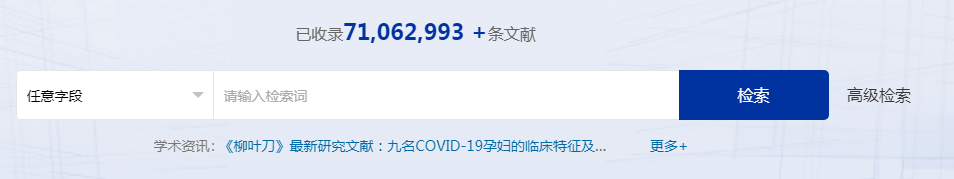 已收录71,062,993 +条文献
任意字段 请输入检索词 检索 高级检索
学术资讯：《柳叶刀》最新研究文献：九名COVID-19孕妇的临床特征及... 更多+